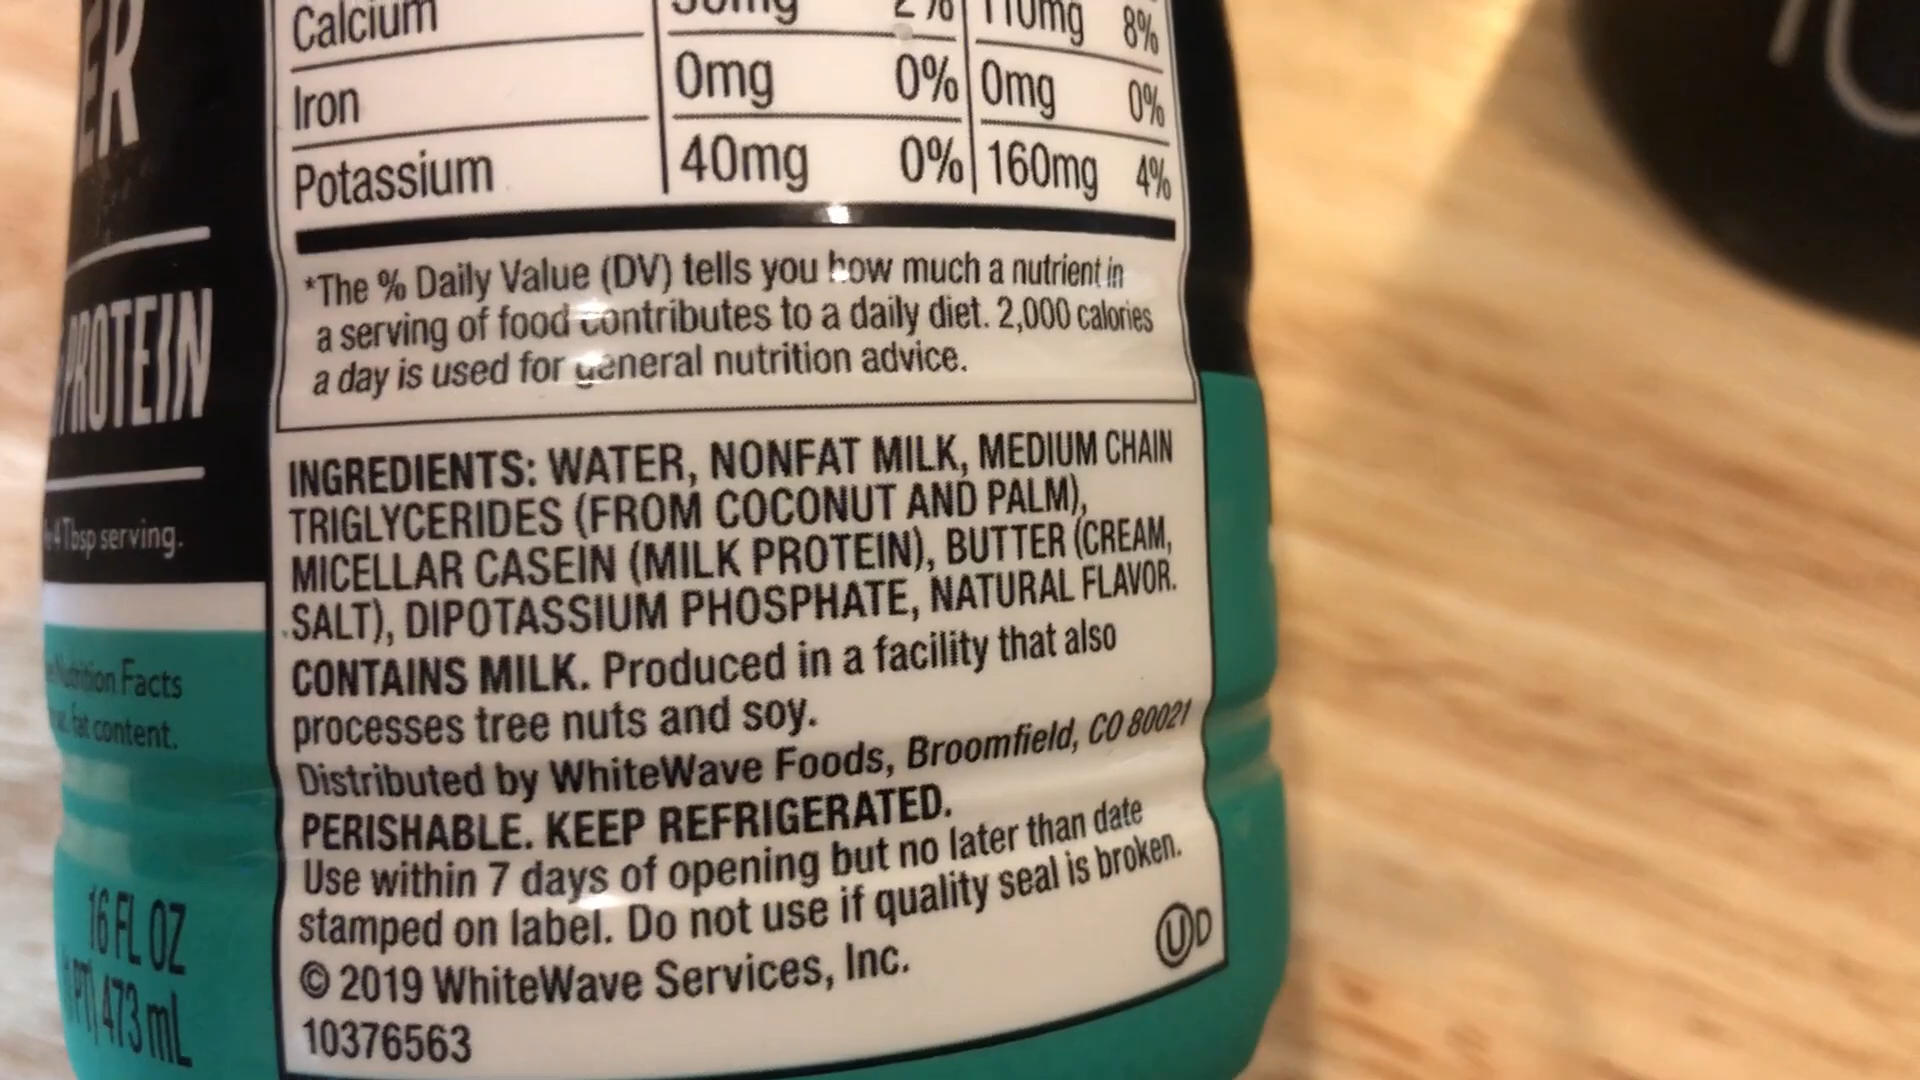 ER
PROTEIN
4 Tbsp serving.
Nutrition Facts
fat content.
16 FL OZ
PT) 473 mL
Calcium 2% 110mg 8%
Iron 0mg 0% 0mg 0%
Potassium 40mg 0% 160mg 4%
*The % Daily Value (DV) tells you how much a nutrient in
a serving of food contributes to a daily diet. 2,000 calories
a day is used for general nutrition advice.
INGREDIENTS: WATER, NONFAT MILK, MEDIUM CHAIN
TRIGLYCERIDES (FROM COCONUT AND PALM),
MICELLAR CASEIN (MILK PROTEIN), BUTTER (CREAM,
SALT), DIPOTASSIUM PHOSPHATE, NATURAL FLAVOR.
CONTAINS MILK. Produced in a facility that also
processes tree nuts and soy.
Distributed by WhiteWave Foods, Broomfield, CO 80021
PERISHABLE. KEEP REFRIGERATED.
Use within 7 days of opening but no later than date
stamped on label. Do not use if quality seal is broken.
© 2019 WhiteWave Services, Inc.
10376563
UD